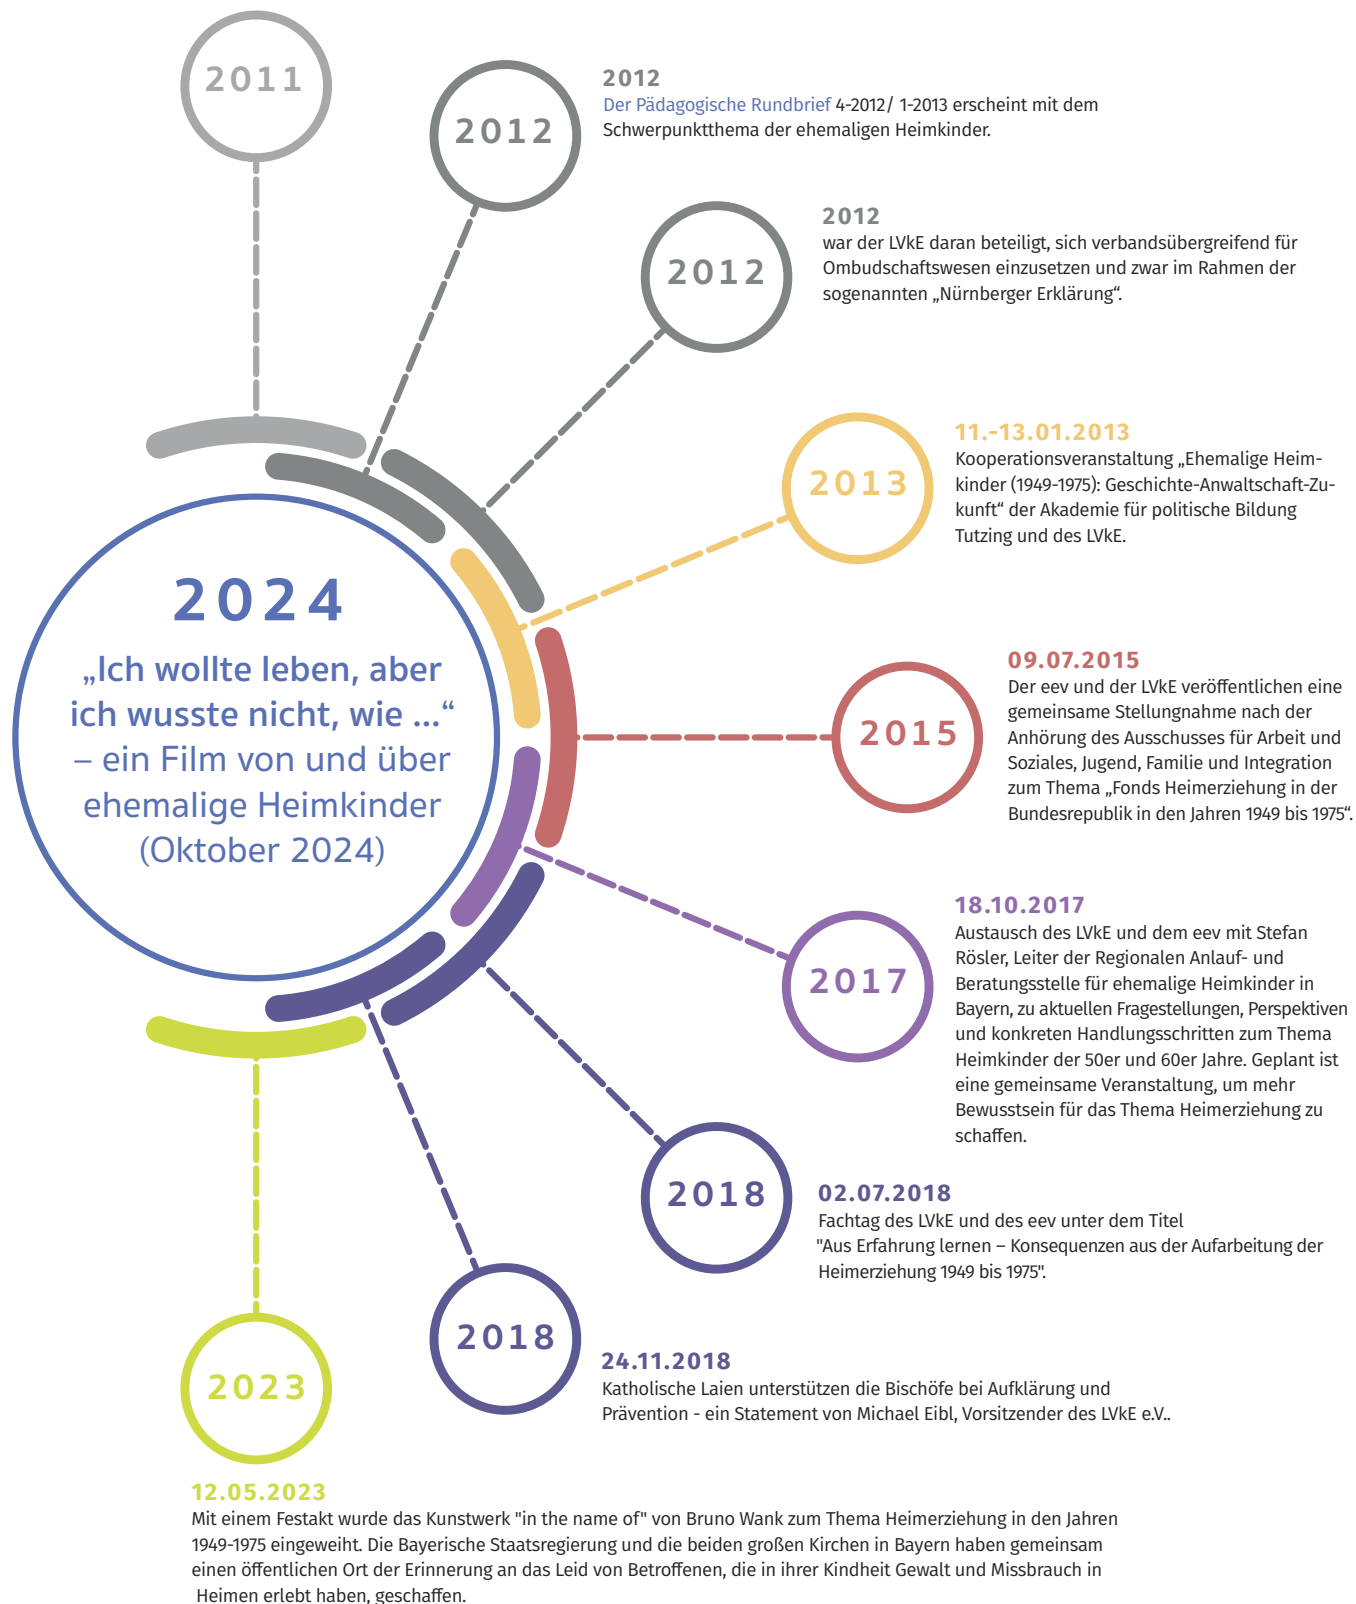 2011
2012
2012
Der Pädagogische Rundbrief 4-2012/ 1-2013 erscheint mit dem
Schwerpunktthema der ehemaligen Heimkinder.
2012
2012
war der LVkE daran beteiligt, sich verbandsübergreifend für
Ombudschaftswesen einzusetzen und zwar im Rahmen der
sogenannten „Nürnberger Erklärung“.
2013
11.-13.01.2013
Kooperationsveranstaltung „Ehemalige Heim-
kinder (1949-1975): Geschichte-Anwaltschaft-Zu-
kunft“ der Akademie für politische Bildung
Tutzing und des LVkE.
2024
„Ich wollte leben, aber
ich wusste nicht, wie ...“
– ein Film von und über
ehemalige Heimkinder
(Oktober 2024)
2015
09.07.2015
Der eev und der LVkE veröffentlichen eine
gemeinsame Stellungnahme nach der
Anhörung des Ausschusses für Arbeit und
Soziales, Jugend, Familie und Integration
zum Thema „Fonds Heimerziehung in der
Bundesrepublik in den Jahren 1949 bis 1975“.
2017
18.10.2017
Austausch des LVkE und dem eev mit Stefan
Rösler, Leiter der Regionalen Anlauf- und
Beratungsstelle für ehemalige Heimkinder in
Bayern, zu aktuellen Fragestellungen, Perspektiven
und konkreten Handlungsschritten zum Thema
Heimkinder der 50er und 60er Jahre. Geplant ist
eine gemeinsame Veranstaltung, um mehr
Bewusstsein für das Thema Heimerziehung zu
schaffen.
2018
02.07.2018
Fachtag des LVkE und des eev unter dem Titel
"Aus Erfahrung lernen – Konsequenzen aus der Aufarbeitung der
Heimerziehung 1949 bis 1975".
2018
24.11.2018
Katholische Laien unterstützen die Bischöfe bei Aufklärung und
Prävention - ein Statement von Michael Eibl, Vorsitzender des LVkE e.V..
2023
12.05.2023
Mit einem Festakt wurde das Kunstwerk "in the name of" von Bruno Wank zum Thema Heimerziehung in den Jahren
1949-1975 eingeweiht. Die Bayerische Staatsregierung und die beiden großen Kirchen in Bayern haben gemeinsam
einen öffentlichen Ort der Erinnerung an das Leid von Betroffenen, die in ihrer Kindheit Gewalt und Missbrauch in
Heimen erlebt haben, geschaffen.